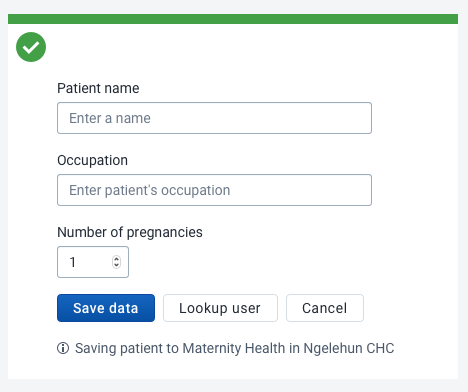 Patient name
Enter a name
Occupation
Enter patient's occupation
Number of pregnancies
1
Save data Lookup user Cancel
Saving patient to Maternity Health in Ngelehun CHC